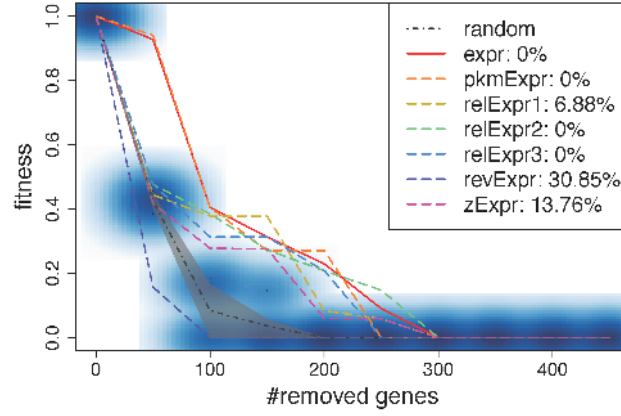 random
expr: 0%
pkmExpr: 0%
relExpr1: 6.88%
relExpr2: 0%
relExpr3: 0%
revExpr: 30.85%
zExpr: 13.76%
fitness
1.0
0.8
0.6
0.4
0.2
0.0
0 100 200 300 400
#removed genes